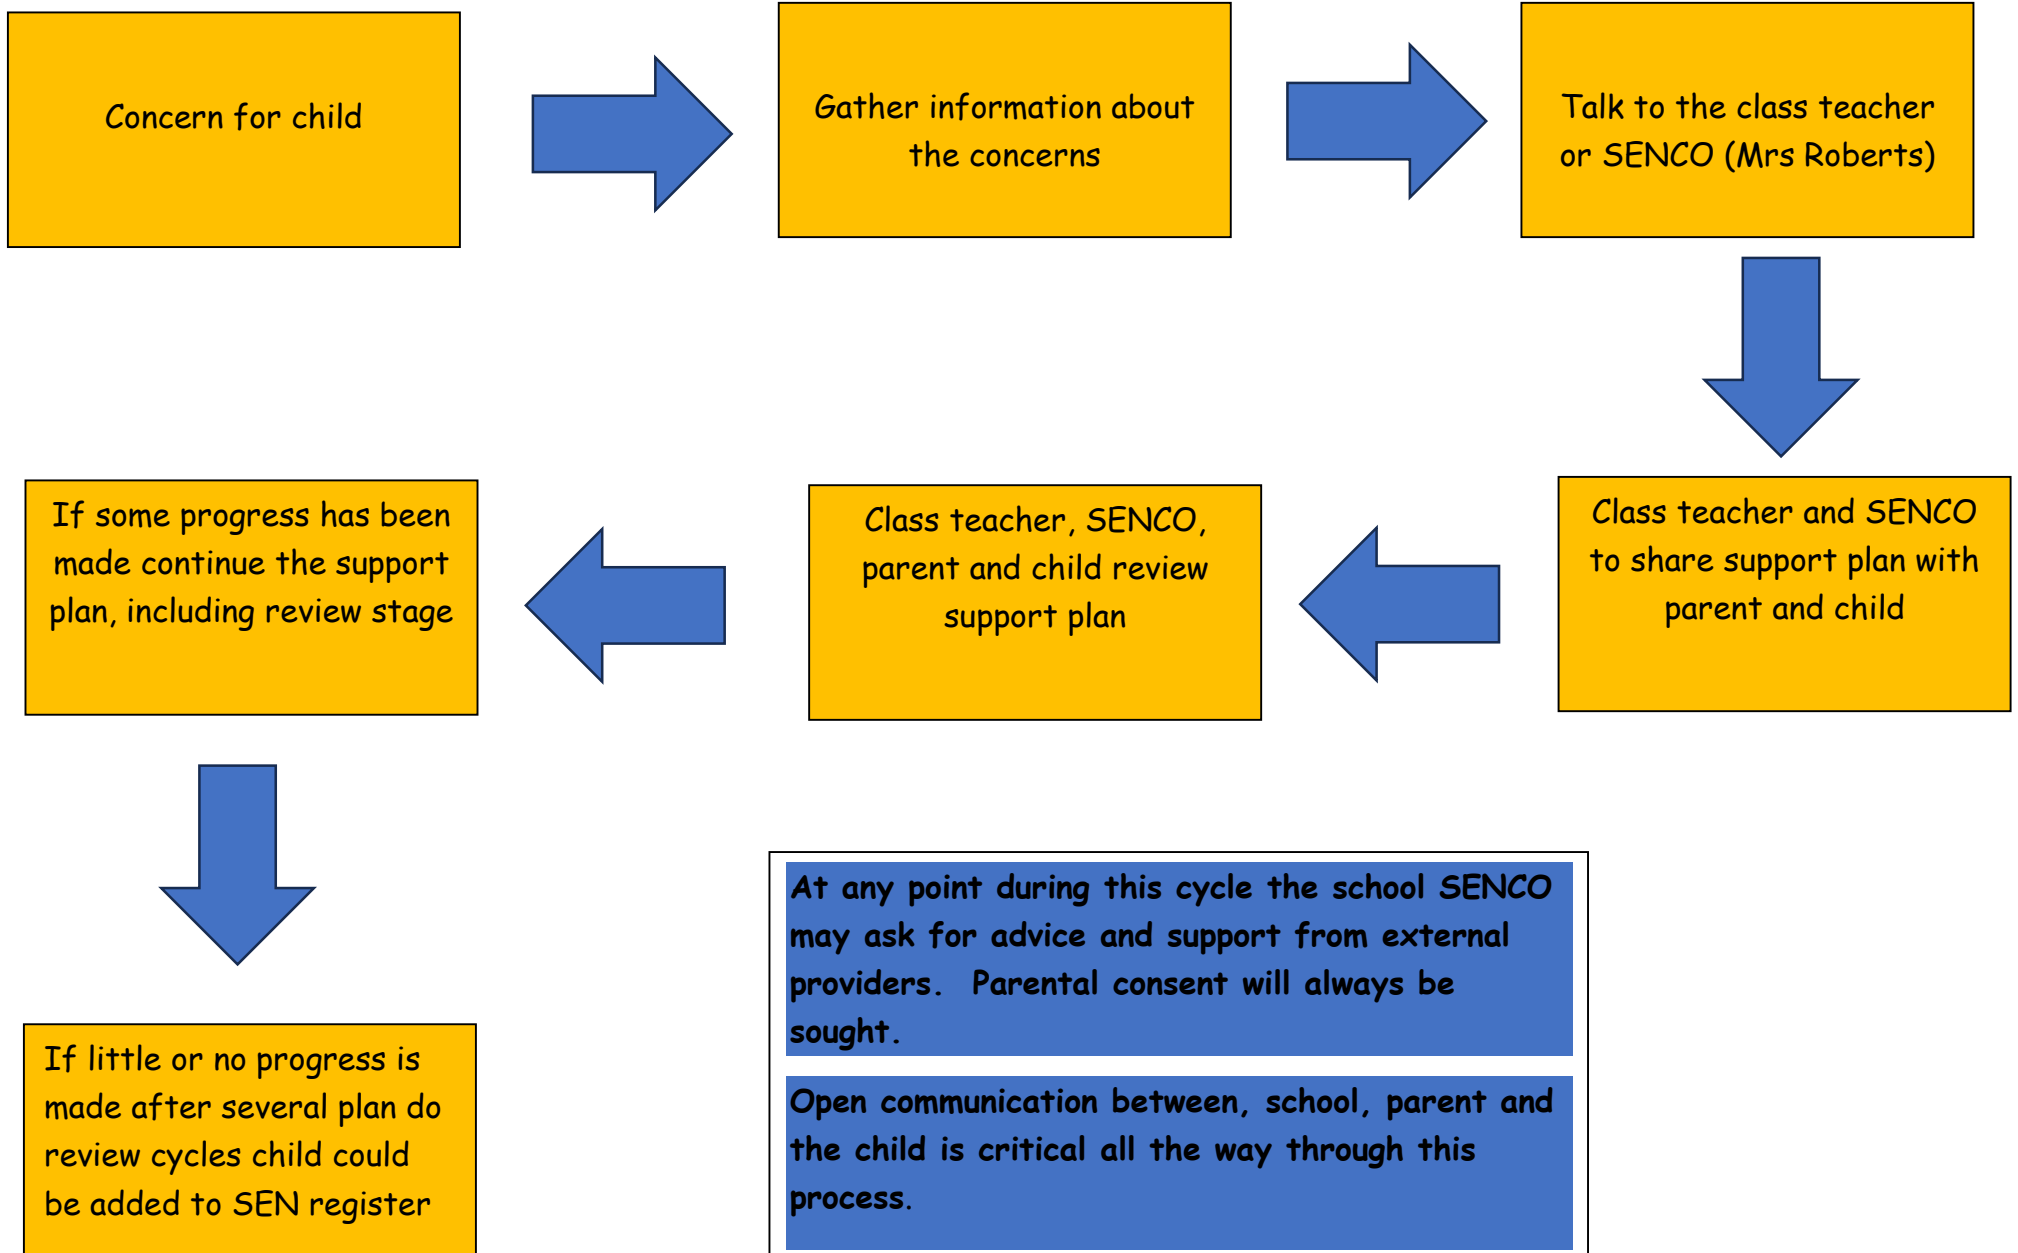 Concern for child
Gather information about
the concerns
Talk to the class teacher
or SENCO (Mrs Roberts)
Class teacher and SENCO
to share support plan with
parent and child
Class teacher, SENCO,
parent and child review
support plan
If some progress has been
made continue the support
plan, including review stage
If little or no progress is
made after several plan do
review cycles child could
be added to SEN register
At any point during this cycle the school SENCO
may ask for advice and support from external
providers.  Parental consent will always be
sought.
Open communication between, school, parent and
the child is critical all the way through this
process.